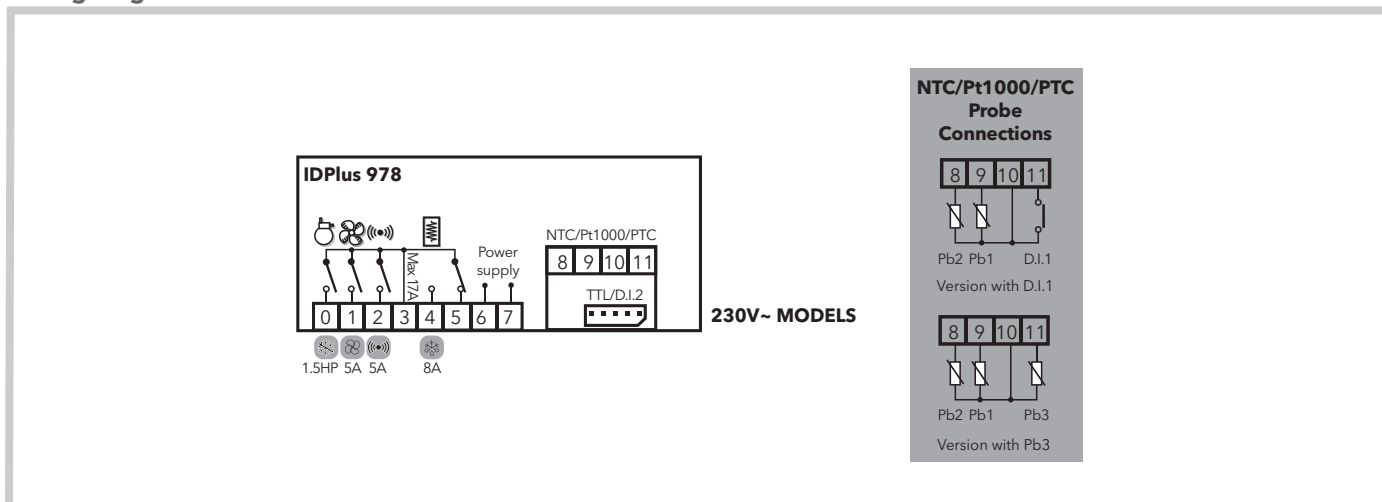 IDPlus 978
Max 17A
Power
supply
NTC/Pt1000/PTC
8 9 10 11
TTL/D.I.2
0 1 2 3 4 5 6 7
1.5HP 5A 5A 8A
230V~ MODELS
NTC/Pt1000/PTC
Probe
Connections
8 9 10 11
Pb2 Pb1 D.I.1
Version with D.I.1
8 9 10 11
Pb2 Pb1 Pb3
Version with Pb3